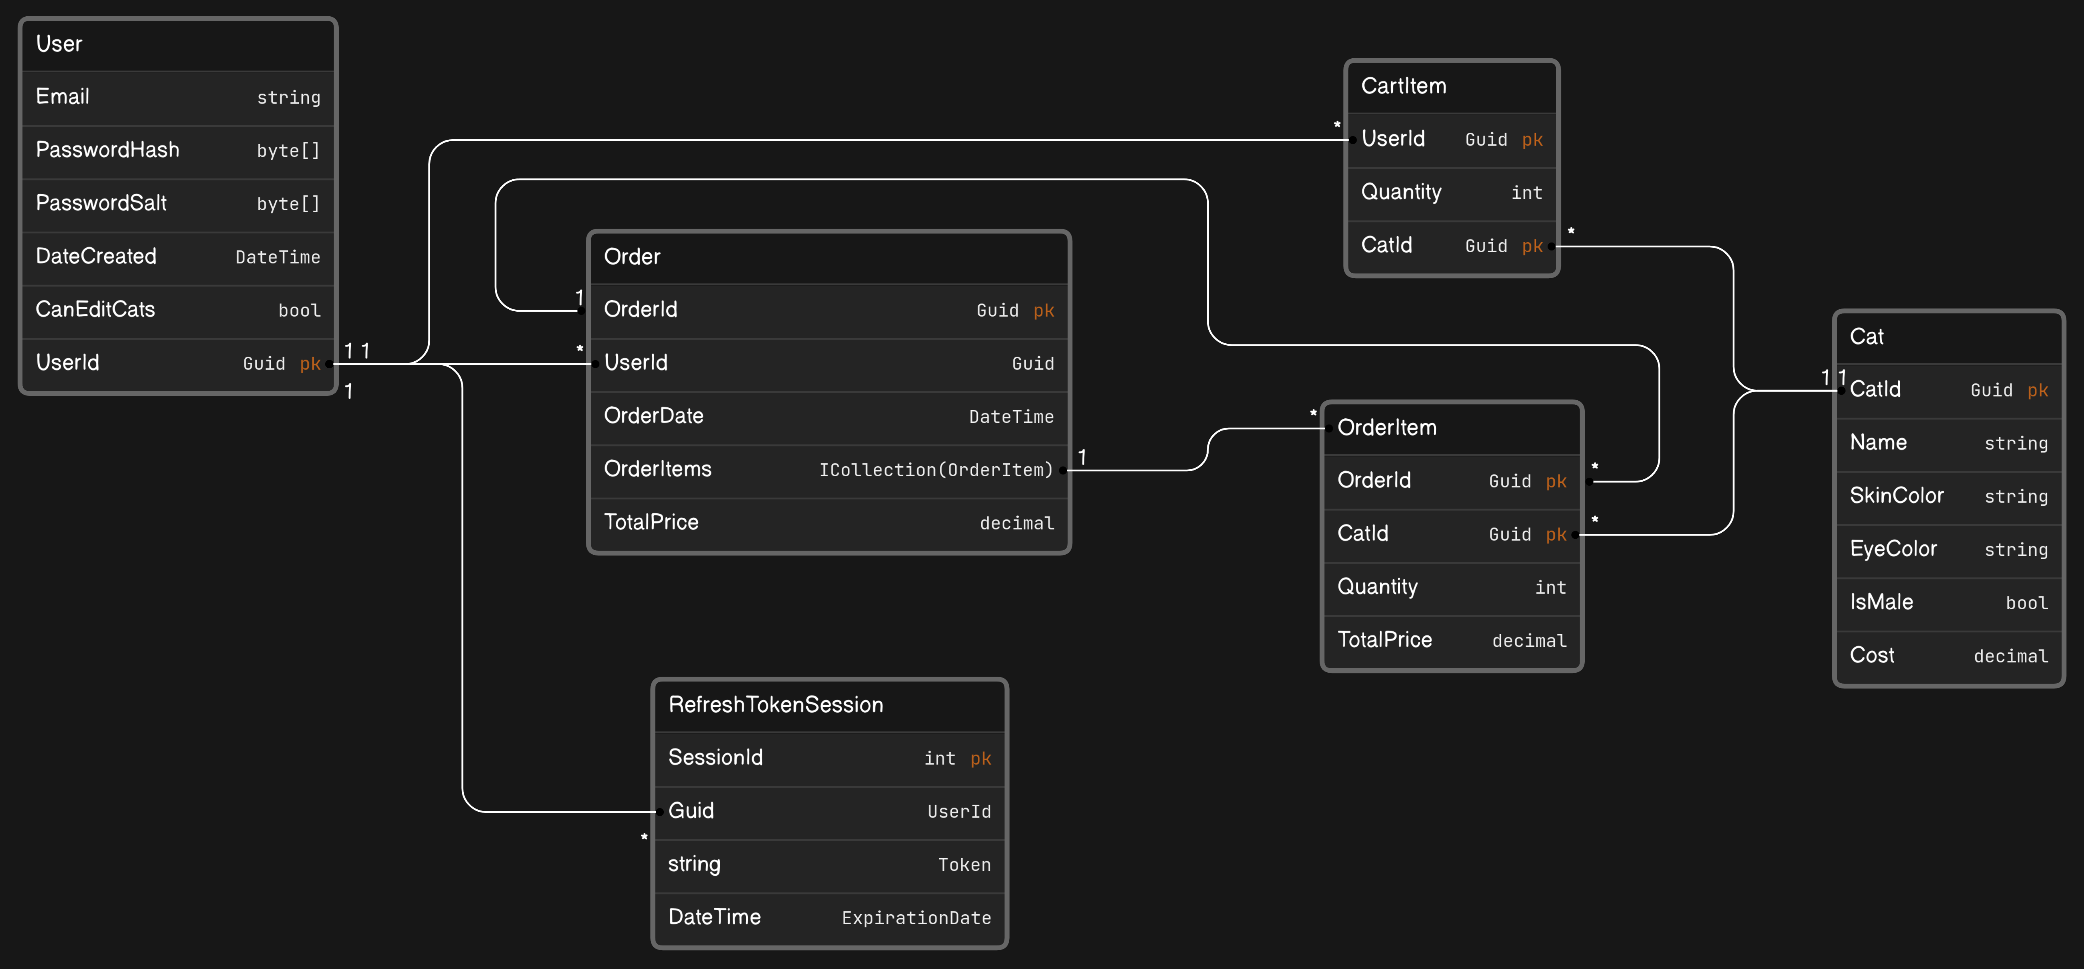 User
Email string
PasswordHash byte[]
PasswordSalt byte[]
DateCreated DateTime
CanEditCats bool
UserId Guid pk
1 1
1
Order
1
OrderId Guid pk
*
UserId Guid
OrderDate DateTime
OrderItems ICollection(OrderItem)
1
TotalPrice decimal
RefreshTokenSession
SessionId int pk
Guid UserId
*
string Token
DateTime ExpirationDate
CartItem
*
UserId Guid pk
Quantity int
CatId Guid pk
*
*
OrderItem
OrderId Guid pk
*
CatId Guid pk
*
Quantity int
TotalPrice decimal
Cat
1 1
CatId Guid pk
Name string
SkinColor string
EyeColor string
IsMale bool
Cost decimal